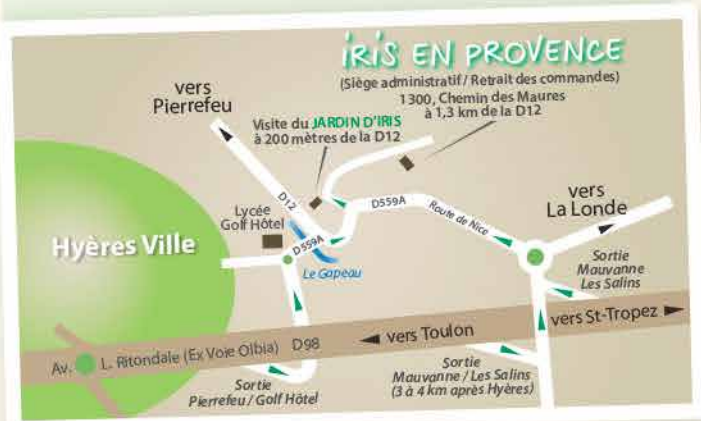 iRiS EN PROVENCE
(Siège administratif / Retrait des commandes)
1300, Chemin des Maures
à 1,3 km de la D12
vers
Pierrefeu
Visite du JARDIN D'IRIS
à 200 mètres de la D12
D12
D559A
Route de Nice
vers
La Londe
Lycée
Golf Hôtel
D559A
Hyères Ville
Le Gapeau
Sortie
Mauvanne
Les Salins
vers St-Tropez
vers Toulon
Av. L. Ritondale (Ex Voie Olbia) D98
Sortie
Pierrefeu / Golf Hôtel
Sortie
Mauvanne / Les Salins
(3 à 4 km après Hyères)